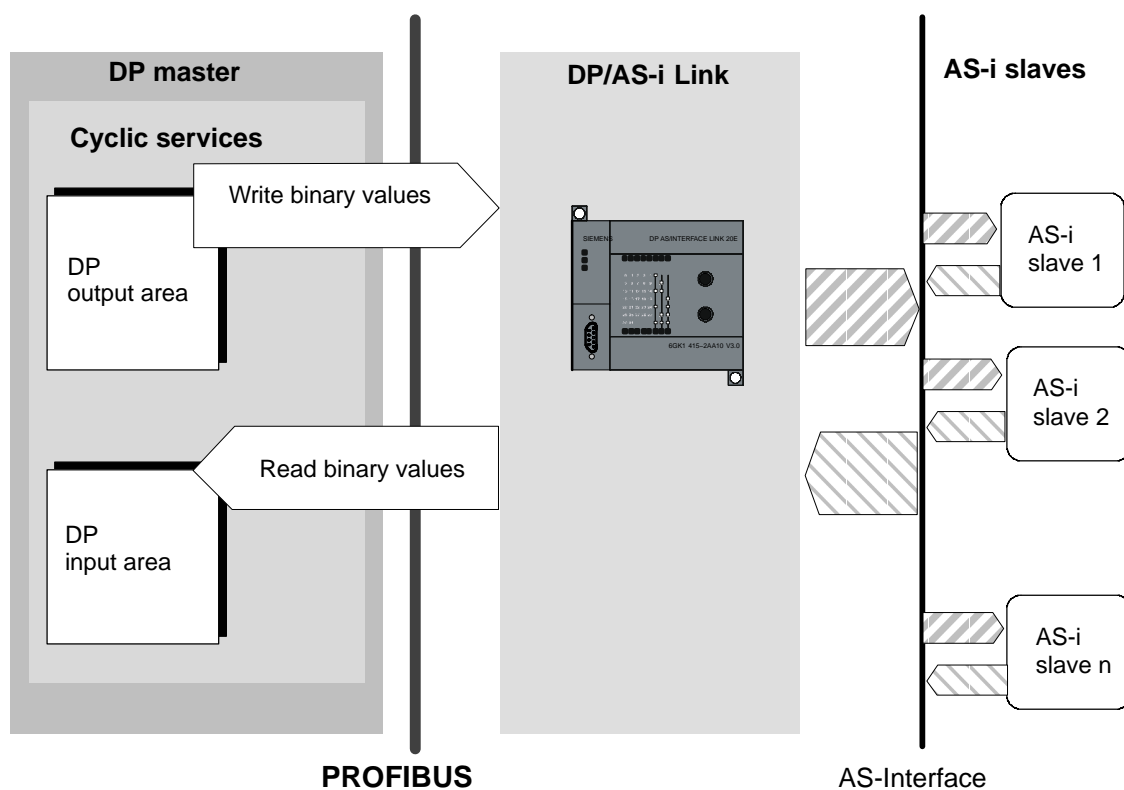 DP master
DP/AS-i Link
AS-i slaves
Cyclic services
Write binary values
DP
output area
SIEMENS
DP AS/INTERFACE LINK 20E
6GK1 415–2AA10 V3.0
AS-i
slave 1
AS-i
slave 2
Read binary values
DP
input area
AS-i
slave n
PROFIBUS
AS-Interface